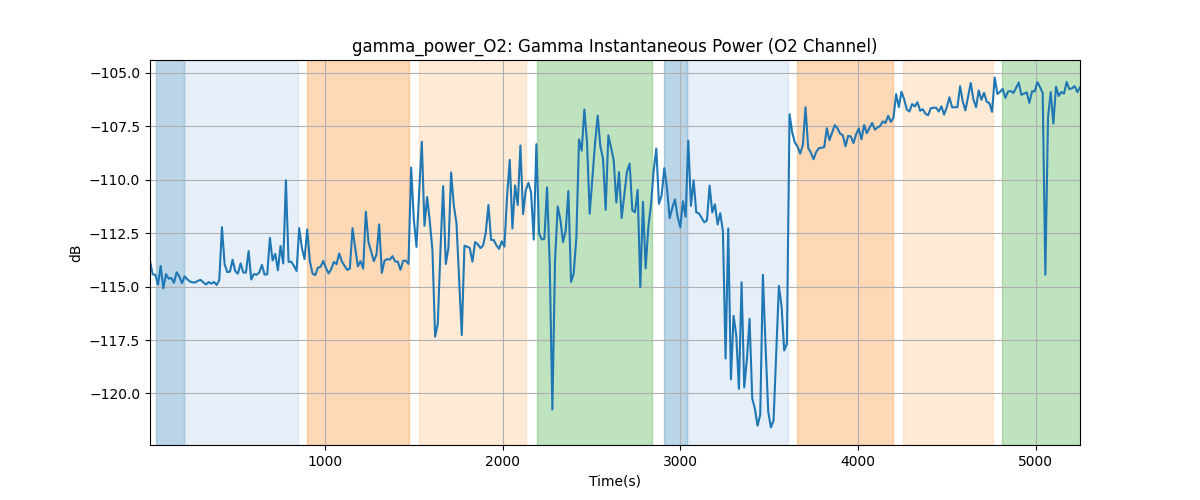 gamma_power_O2: Gamma Instantaneous Power (O2 Channel)
−105.0
−107.5
−110.0
−112.5
−115.0
−117.5
−120.0
dB
1000 2000 3000 4000 5000
Time(s)